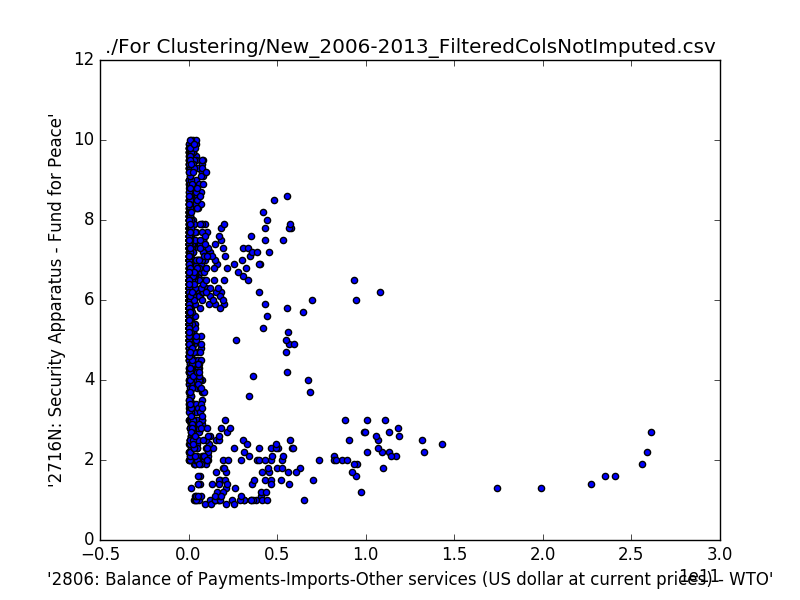 ./For Clustering/New_2006-2013_FilteredColsNotImputed.csv
12
10
8
6
4
2
0
'2716N: Security Apparatus - Fund for Peace'
−0.5 0.0 0.5 1.0 1.5 2.0 2.5 3.0
1e11
'2806: Balance of Payments-Imports-Other services (US dollar at current prices) - WTO'